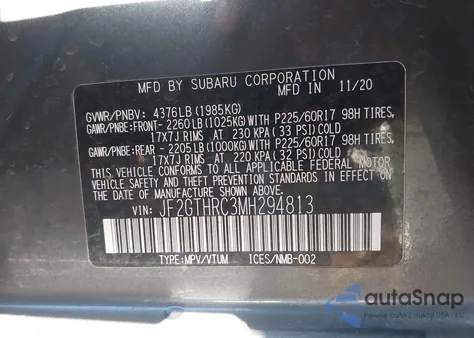 MFD BY SUBARU CORPORATION
MFD IN 11/20
GVWR/PNBV: 4376LB (1985KG)
GAWR/PNBE:FRONT- 2260LB (1025KG) WITH P225/60R17 98H TIRES,
17X7J RIMS AT 230 KPA (33 PSI) COLD
GAWR/PNBE:REAR - 2205LB (1000KG) WITH P225/60R17 98H TIRES,
17X7J RIMS AT 220 KPA (32 PSI) COLD
THIS VEHICLE CONFORMS TO ALL APPLICABLE FEDERAL MOTOR
VEHICLE SAFETY, BUMPER, AND THEFT PREVENTION STANDARDS IN EFFECT ON
THE DATE OF MANUFACTURE SHOWN ABOVE.
VIN: JF2GTHRC3MH294813
TYPE:MPV/VTUM ICES/NMB-002
autoSnap